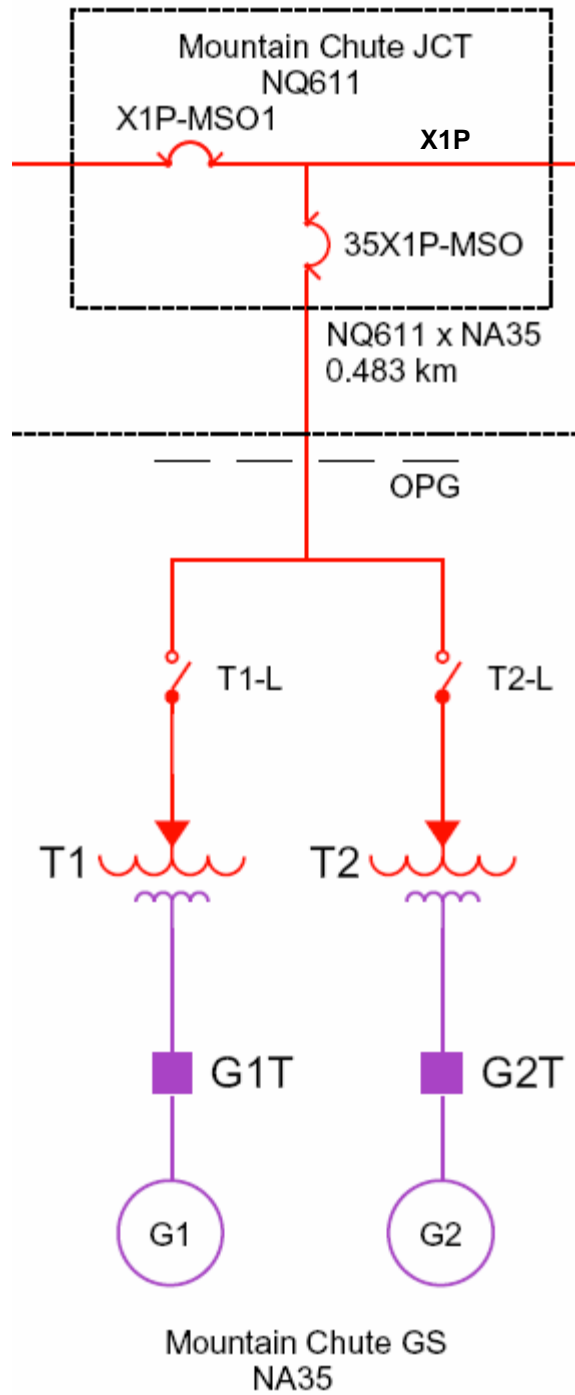 Mountain Chute JCT
NQ611
X1P-MSO1
X1P
35X1P-MSO
NQ611 x NA35
0.483 km
OPG
T1-L
T2-L
T1
T2
G1T
G2T
G1
G2
Mountain Chute GS
NA35